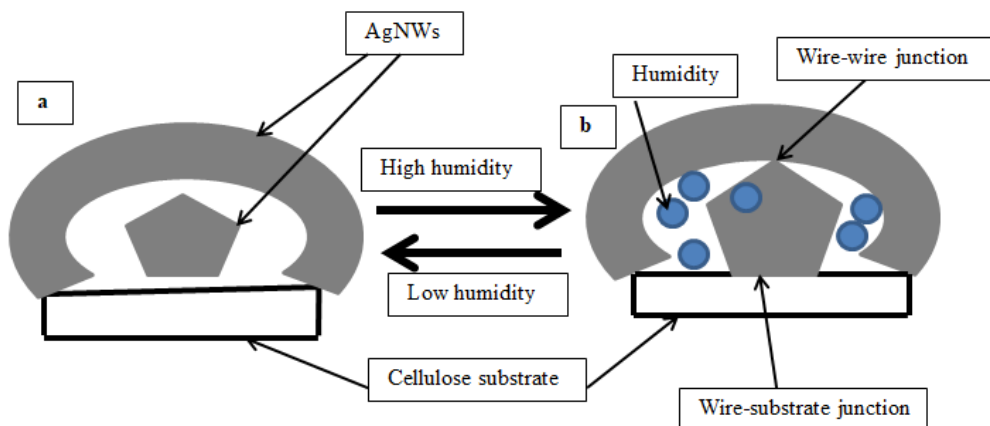 AgNWs
Wire-wire junction
Humidity
a
b
High humidity
Low humidity
Cellulose substrate
Wire-substrate junction